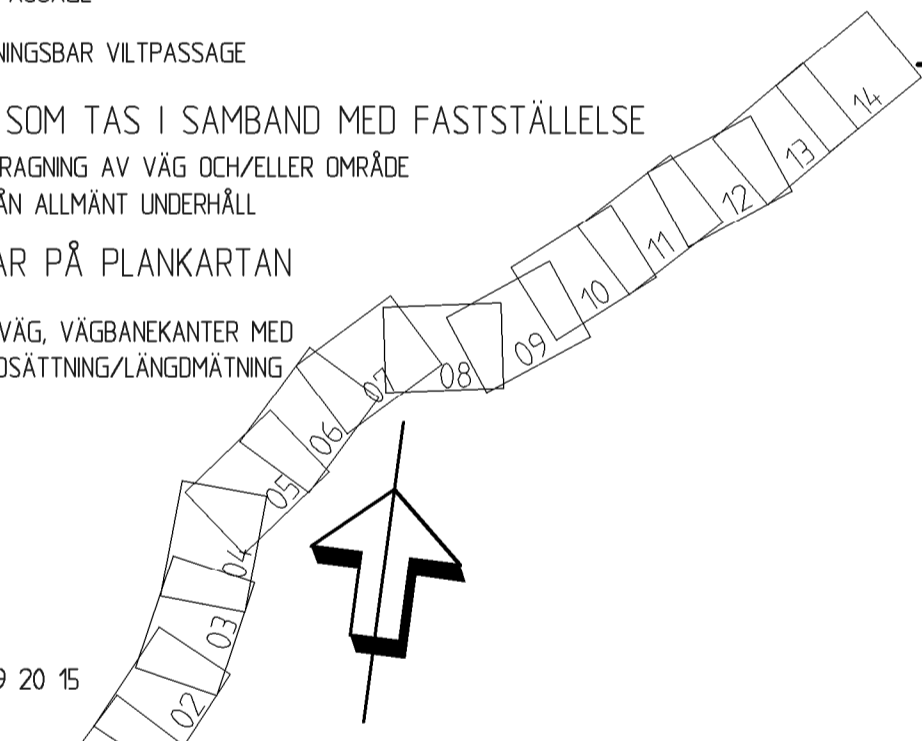 NINGSBAR VILTPASSAGE
SOM TAS I SAMBAND MED FASTSTÄLLELSE
RAGNING AV VÄG OCH/ELLER OMRÅDE
ÅN ALLMÄNT UNDERHÅLL
AR PÅ PLANKARTAN
VÄG, VÄGBANEKANTER MED
DSÄTTNING/LÄNGDMÄTNING
9 20 15
14
13
12
11
10
09
08
07
06
05
04
03
02